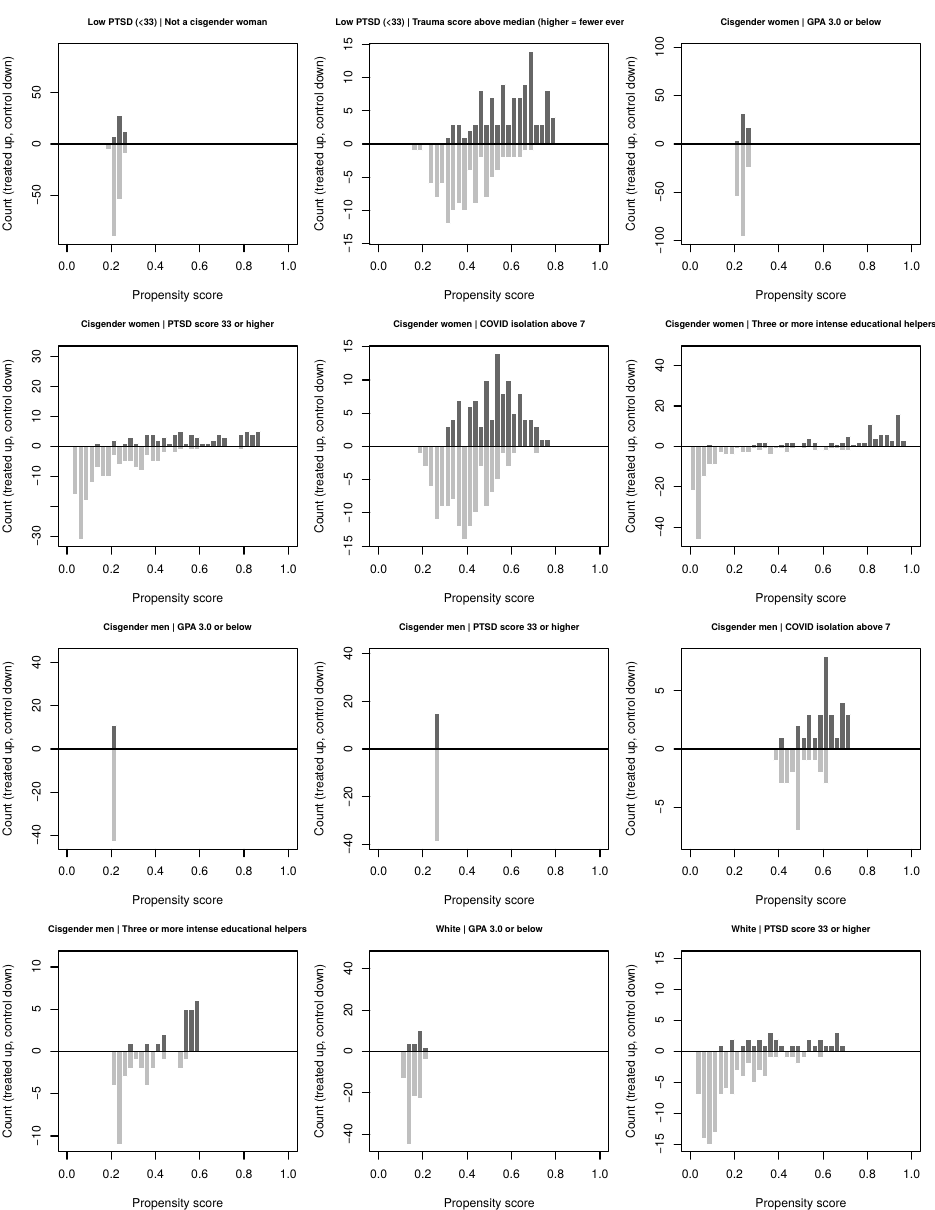 Low PTSD (<33) | Not a cisgender woman
Count (treated up, control down)
50
0
−50
0.0 0.2 0.4 0.6 0.8 1.0
Propensity score
Low PTSD (<33) | Trauma score above median (higher = fewer ever
Count (treated up, control down)
15
10
5
0
−5
−10
−15
0.0 0.2 0.4 0.6 0.8 1.0
Propensity score
Cisgender women | GPA 3.0 or below
Count (treated up, control down)
100
50
0
−50
−100
0.0 0.2 0.4 0.6 0.8 1.0
Propensity score
Cisgender women | PTSD score 33 or higher
Count (treated up, control down)
30
20
10
0
−10
−30
0.0 0.2 0.4 0.6 0.8 1.0
Propensity score
Cisgender women | COVID isolation above 7
Count (treated up, control down)
15
10
5
0
−5
−10
−15
0.0 0.2 0.4 0.6 0.8 1.0
Propensity score
Cisgender women | Three or more intense educational helpers
Count (treated up, control down)
40
20
0
−20
−40
0.0 0.2 0.4 0.6 0.8 1.0
Propensity score
Cisgender men | GPA 3.0 or below
Count (treated up, control down)
40
20
0
−20
−40
0.0 0.2 0.4 0.6 0.8 1.0
Propensity score
Cisgender men | PTSD score 33 or higher
Count (treated up, control down)
40
20
0
−20
−40
0.0 0.2 0.4 0.6 0.8 1.0
Propensity score
Cisgender men | COVID isolation above 7
Count (treated up, control down)
5
0
−5
0.0 0.2 0.4 0.6 0.8 1.0
Propensity score
Cisgender men | Three or more intense educational helpers
Count (treated up, control down)
10
5
0
−5
−10
0.0 0.2 0.4 0.6 0.8 1.0
Propensity score
White | GPA 3.0 or below
Count (treated up, control down)
40
20
0
−20
−40
0.0 0.2 0.4 0.6 0.8 1.0
Propensity score
White | PTSD score 33 or higher
Count (treated up, control down)
15
10
5
0
−5
−10
−15
0.0 0.2 0.4 0.6 0.8 1.0
Propensity score